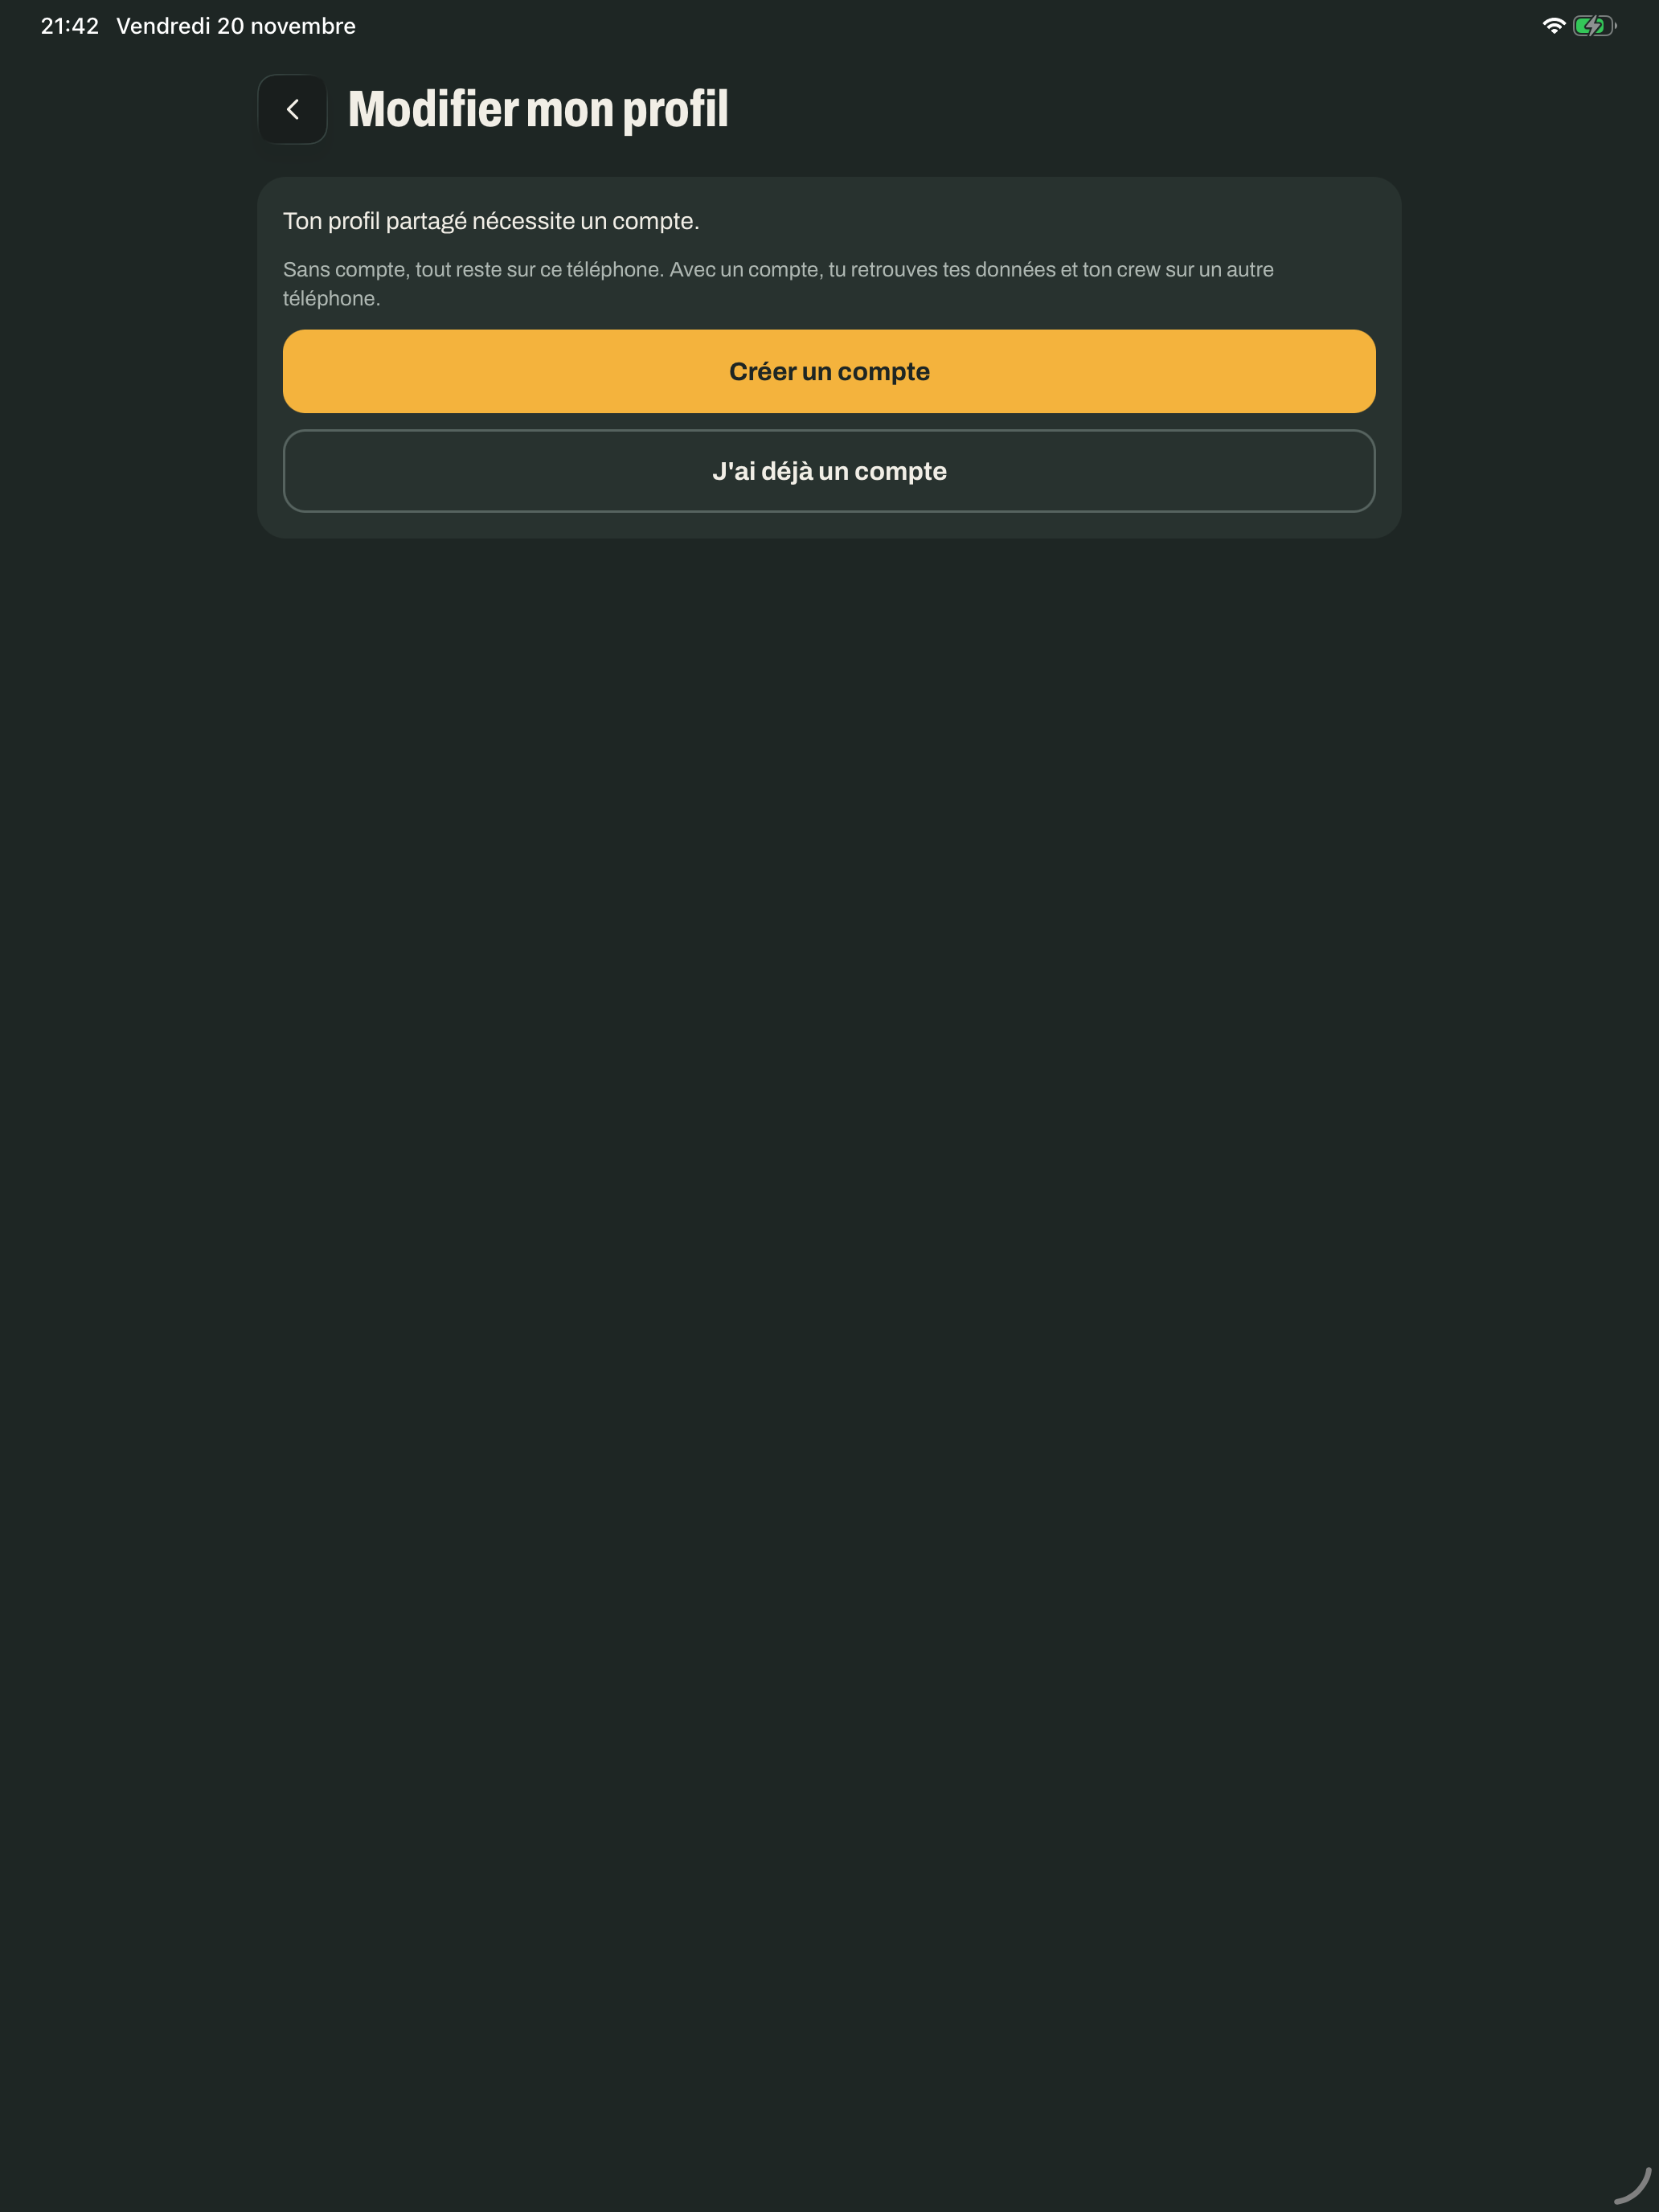 21:42 Vendredi 20 novembre
Modifier mon profil
Ton profil partagé nécessite un compte.
Sans compte, tout reste sur ce téléphone. Avec un compte, tu retrouves tes données et ton crew sur un autre
téléphone.
Créer un compte
J'ai déjà un compte